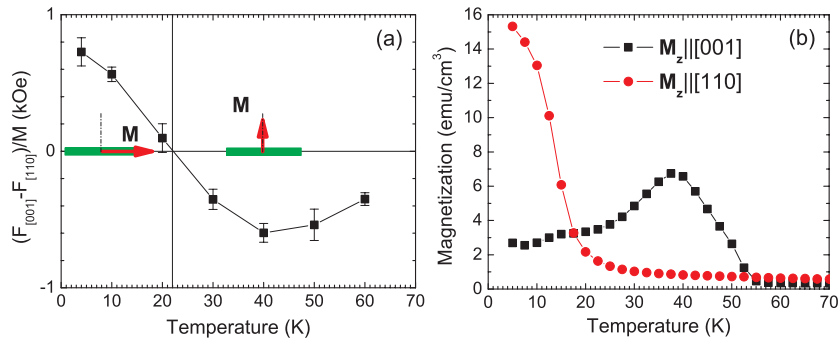 1
0
-1
(F[001]-F[110])/M (kOe)
(a)
M
M
0 10 20 30 40 50 60 70
Temperature (K)
16
14
12
10
8
6
4
2
0
Magnetization (emu/cm³)
(b)
Mz||[001]
Mz||[110]
0 10 20 30 40 50 60 70
Temperature (K)